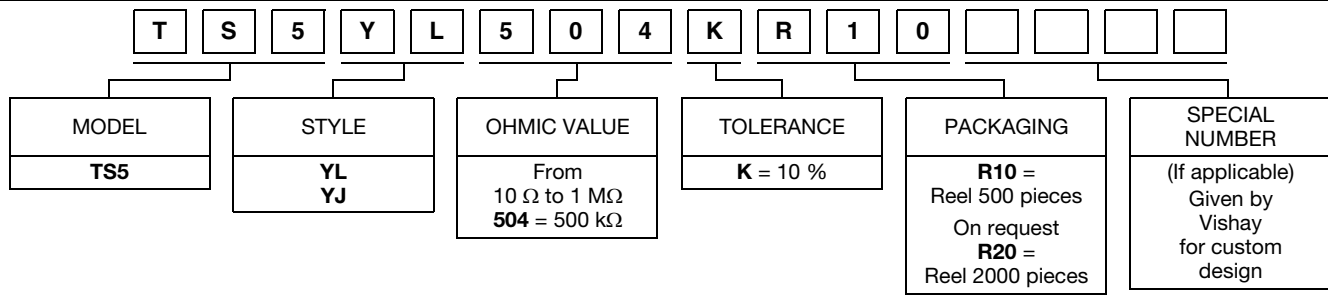 T S 5 Y L 5 0 4 K R 1 0
MODEL
TS5
STYLE
YL
YJ
OHMIC VALUE
From
10 Ω to 1 MΩ
504 = 500 kΩ
TOLERANCE
K = 10 %
PACKAGING
R10 =
Reel 500 pieces
On request
R20 =
Reel 2000 pieces
SPECIAL
NUMBER
(If applicable)
Given by
Vishay
for custom
design